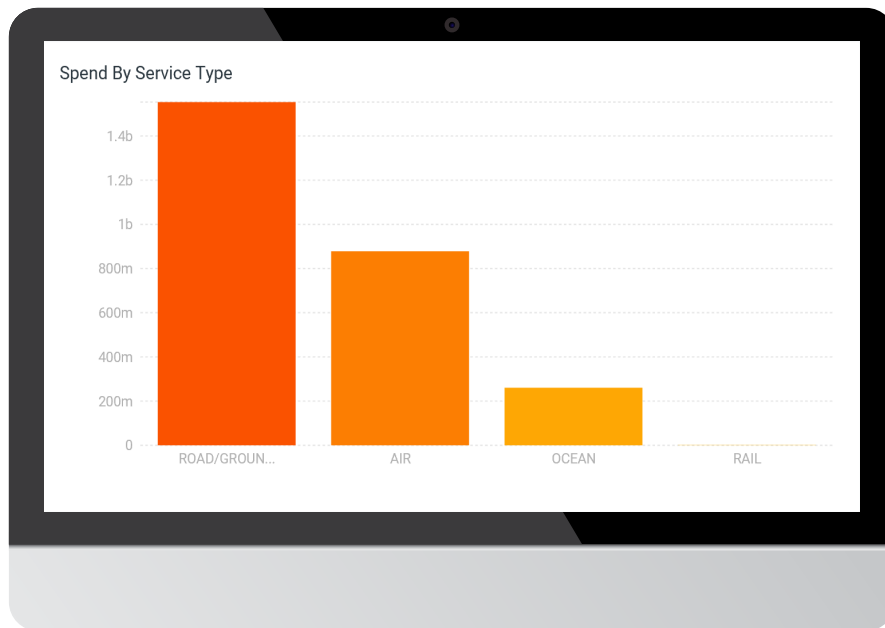 Spend By Service Type
1.4b
1.2b
1b
800m
600m
400m
200m
0
ROAD/GROUN... AIR OCEAN RAIL